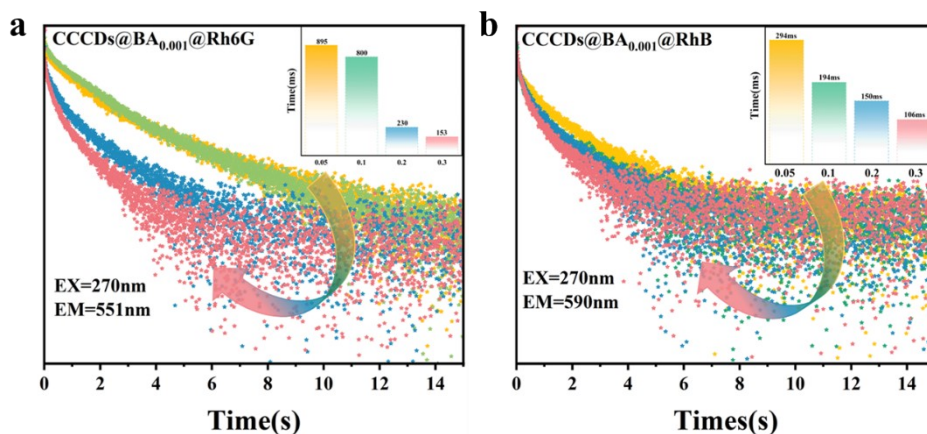 a
CCCDs@BA0.001@Rh6G
895
800
230
153
Time(ms)
0.05 0.1 0.2 0.3
EX=270nm
EM=551nm
0 2 4 6 8 10 12 14
Time(s)
b
CCCDs@BA0.001@RhB
294ms
194ms
150ms
106ms
Time(ms)
0.05 0.1 0.2 0.3
EX=270nm
EM=590nm
0 2 4 6 8 10 12 14
Times(s)